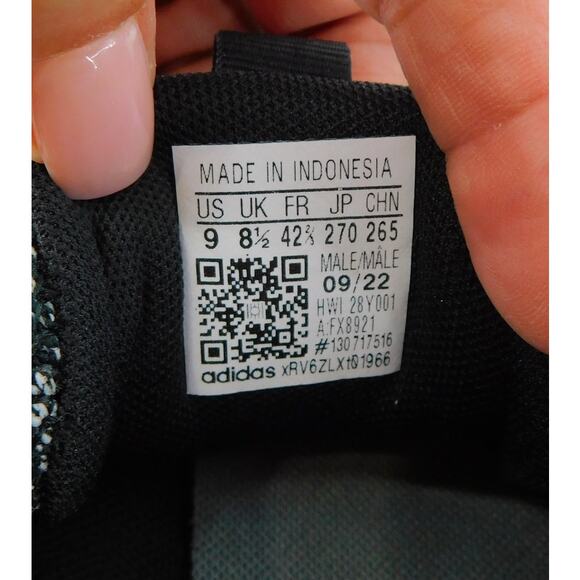 MADE IN INDONESIA
US UK FR JP CHN
9 8½ 42⅔ 270 265
MALE/MÂLE
09/22
HWI 28Y001
A:FX8921
#130717516
adidas xRV6ZLXt01966